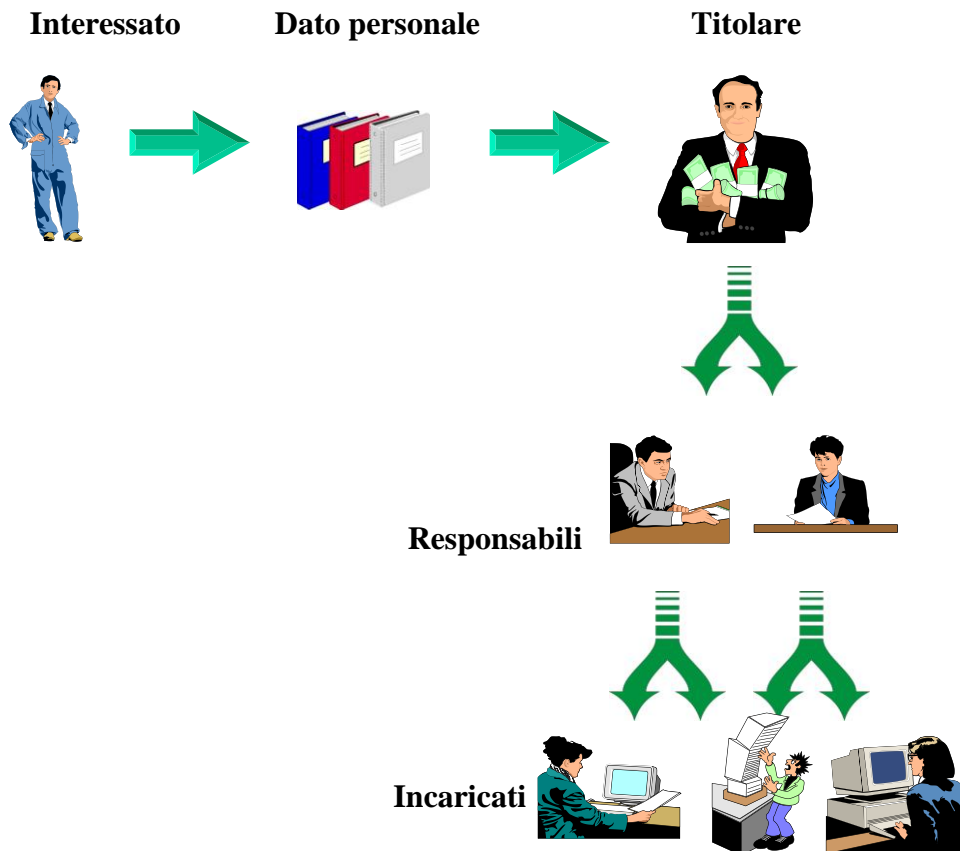 Interessato
Dato personale
Titolare
Responsabili
Incaricati